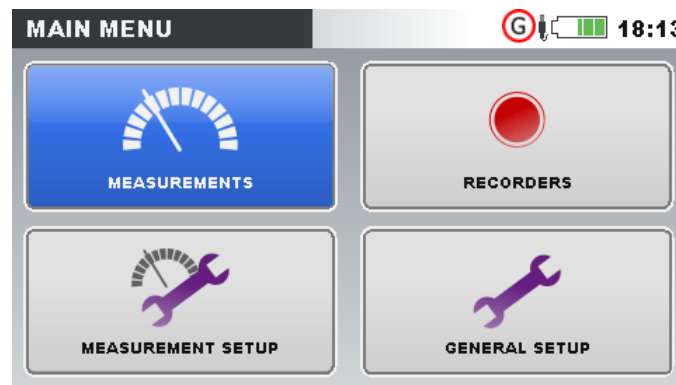 MAIN MENU
G 18:13
MEASUREMENTS
RECORDERS
MEASUREMENT SETUP
GENERAL SETUP